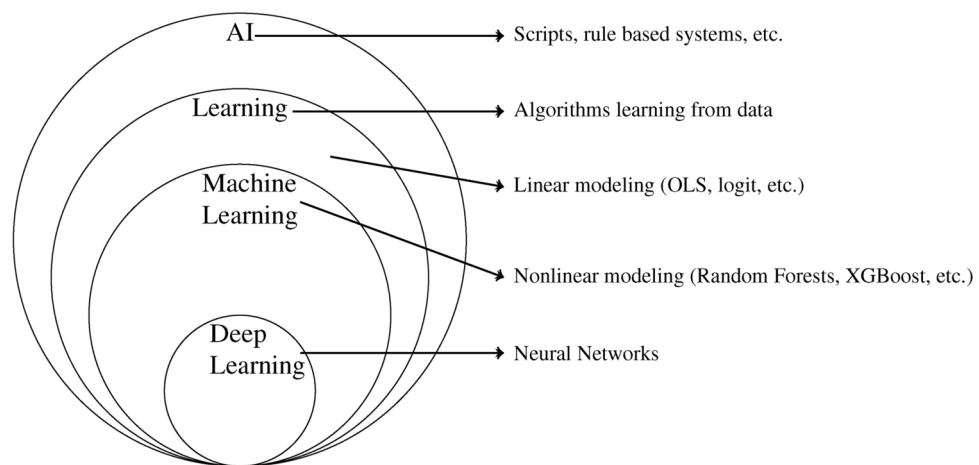 AI
Scripts, rule based systems, etc.
Learning
Algorithms learning from data
Linear modeling (OLS, logit, etc.)
Machine
Learning
Nonlinear modeling (Random Forests, XGBoost, etc.)
Deep
Learning
Neural Networks